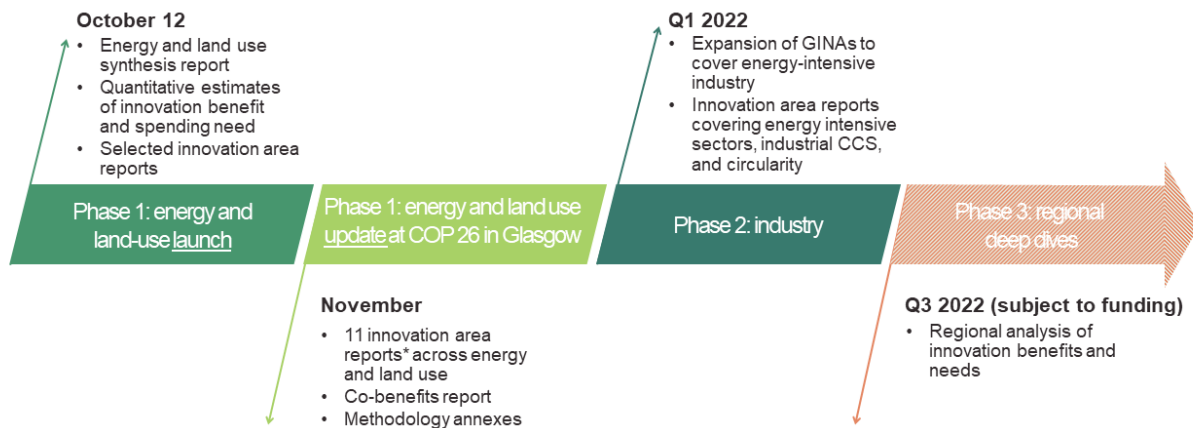 October 12
• Energy and land use
synthesis report
• Quantitative estimates
of innovation benefit
and spending need
• Selected innovation area
reports
Q1 2022
• Expansion of GINAs to
cover energy-intensive
industry
• Innovation area reports
covering energy intensive
sectors, industrial CCS,
and circularity
Phase 1: energy and
land-use launch
Phase 1: energy and land use
update at COP 26 in Glasgow
Phase 2: industry
Phase 3: regional
deep dives
November
• 11 innovation area
reports* across energy
and land use
• Co-benefits report
• Methodology annexes
Q3 2022 (subject to funding)
• Regional analysis of
innovation benefits and
needs